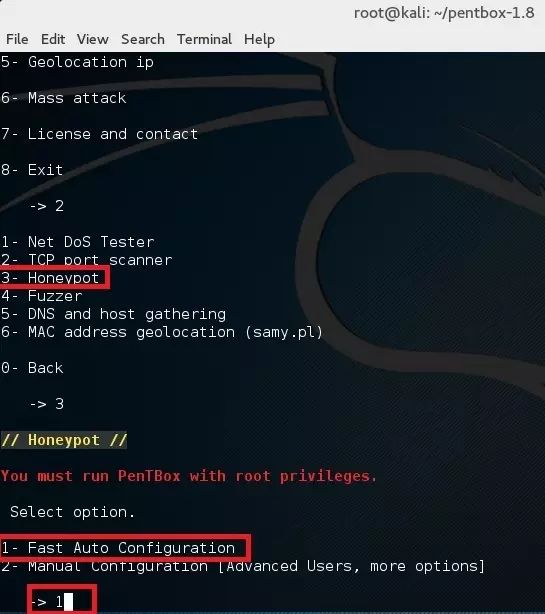 root@kali: ~/pentbox-1.8
File Edit View Search Terminal Help
5- Geolocation ip
6- Mass attack
7- License and contact
8- Exit
-> 2
1- Net DoS Tester
2- TCP port scanner
3- Honeypot
4- Fuzzer
5- DNS and host gathering
6- MAC address geolocation (samy.pl)
0- Back
-> 3
// Honeypot //
You must run PenTBox with root privileges.
Select option.
1- Fast Auto Configuration
2- Manual Configuration [Advanced Users, more options]
-> 1